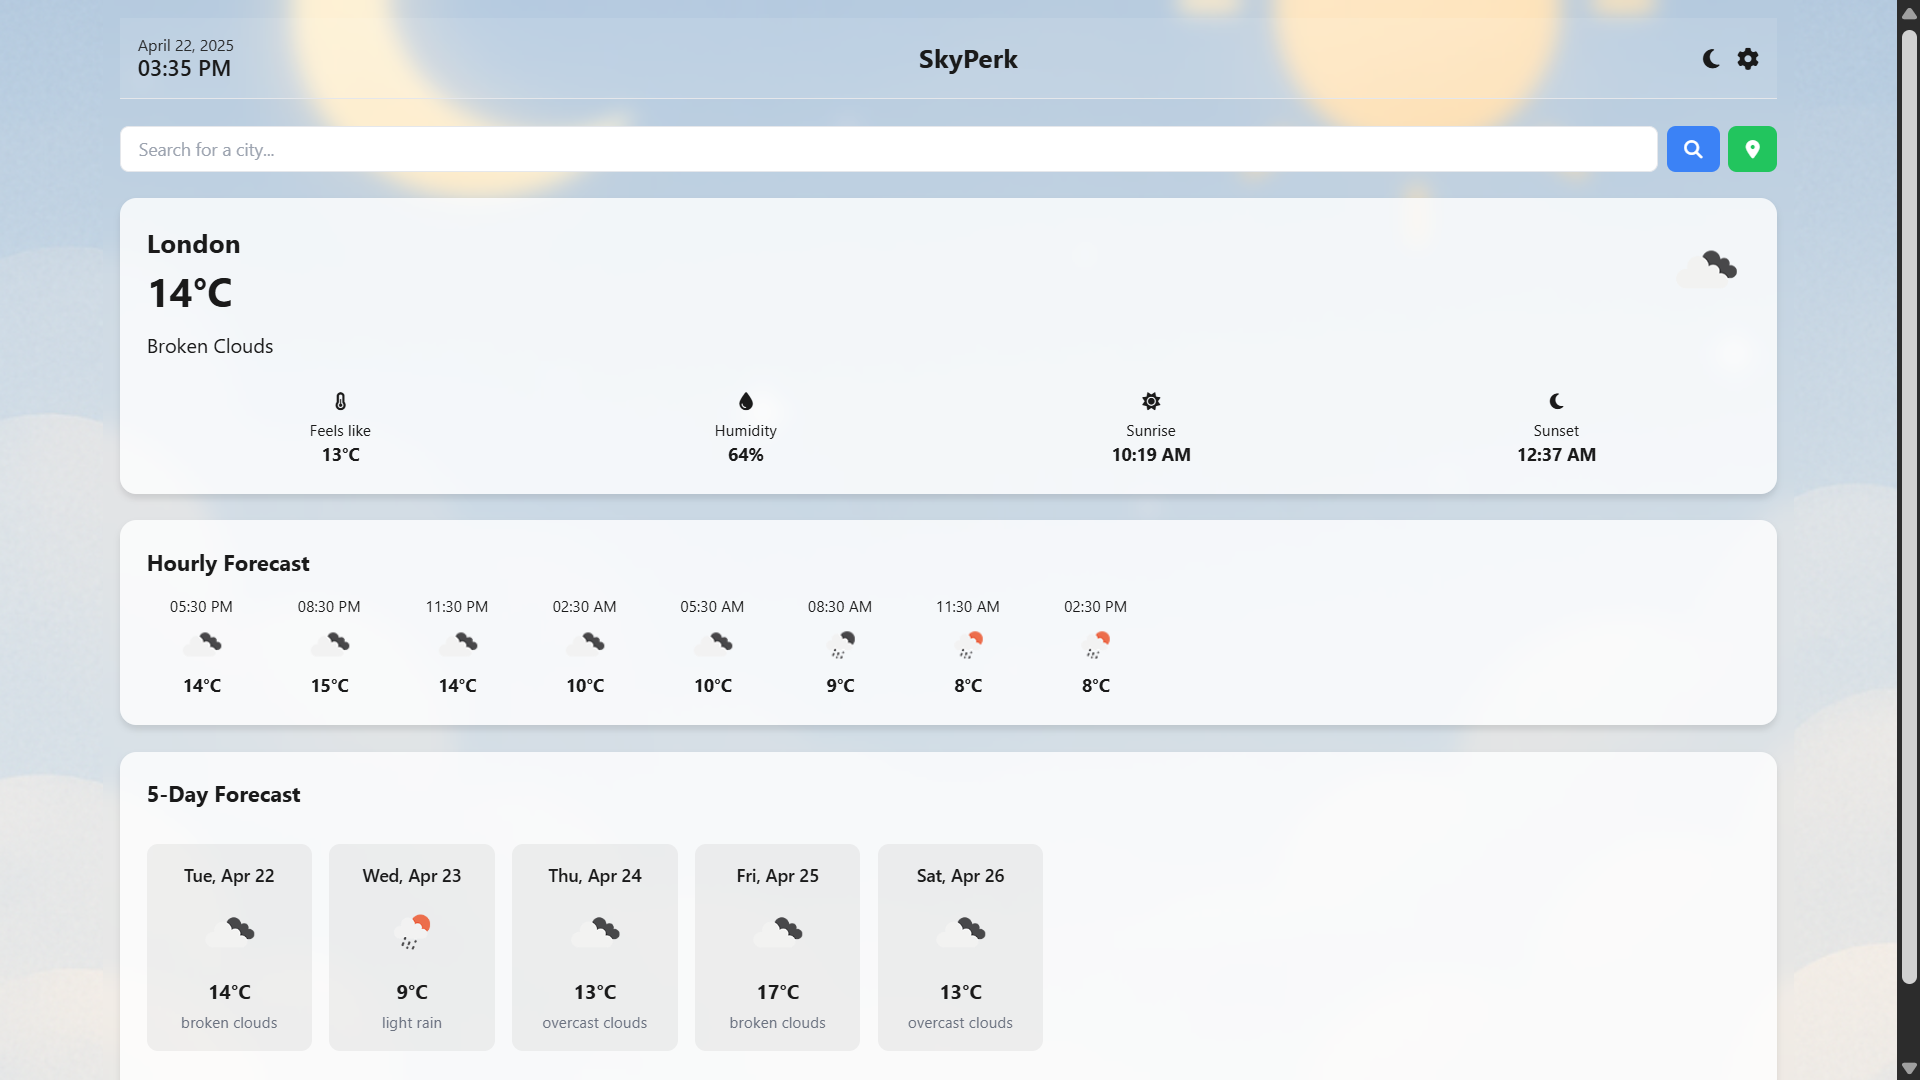 April 22, 2025
03:35 PM
SkyPerk
Search for a city...
London
14°C
Broken Clouds
Feels like
13°C
Humidity
64%
Sunrise
10:19 AM
Sunset
12:37 AM
Hourly Forecast
05:30 PM 08:30 PM 11:30 PM 02:30 AM 05:30 AM 08:30 AM 11:30 AM 02:30 PM
14°C 15°C 14°C 10°C 10°C 9°C 8°C 8°C
5-Day Forecast
Tue, Apr 22 Wed, Apr 23 Thu, Apr 24 Fri, Apr 25 Sat, Apr 26
14°C 9°C 13°C 17°C 13°C
broken clouds light rain overcast clouds broken clouds overcast clouds